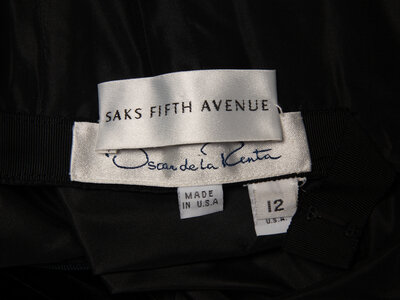 SAKS FIFTH AVENUE
Oscar de la Renta
MADE
IN U.S.A
12
U.S.A.